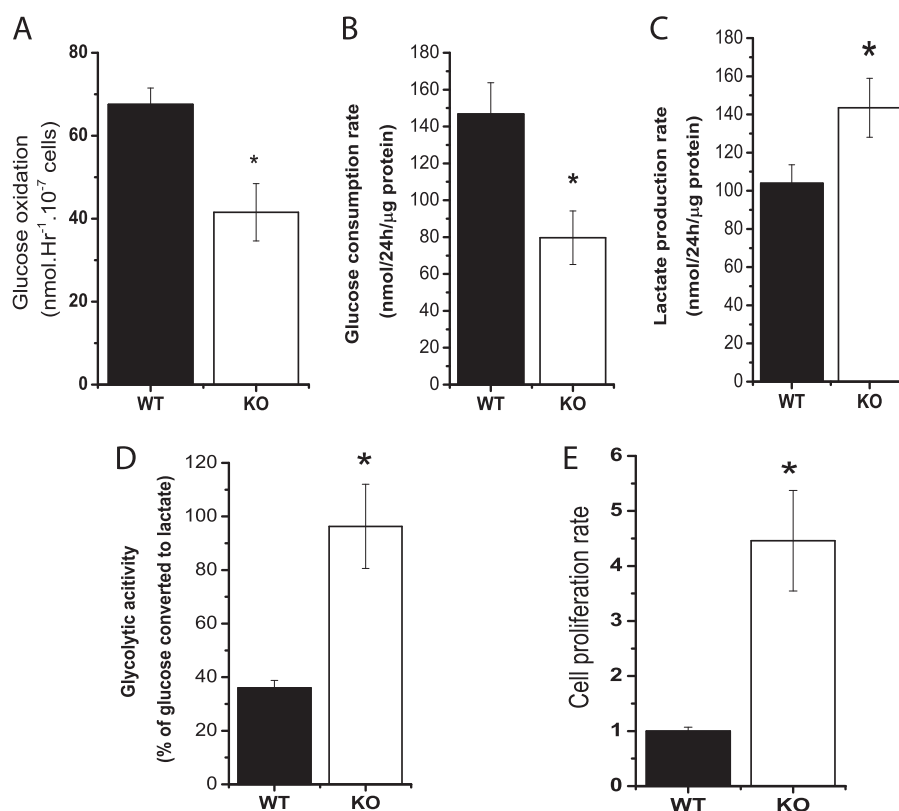 A
Glucose oxidation
(nmol.Hr⁻¹.10⁻⁷ cells)
80
60
40
20
0
*
WT
KO
B
Glucose consumption rate
(nmol/24h/µg protein)
180
160
140
120
100
80
60
40
20
0
*
WT
KO
C
Lactate production rate
(nmol/24h/µg protein)
180
160
140
120
100
80
60
40
20
0
*
WT
KO
D
Glycolytic acitivity
(% of glucose converted to lactate)
120
100
80
60
40
20
0
*
WT
KO
E
Cell proliferation rate
6
5
4
3
2
1
0
*
WT
KO